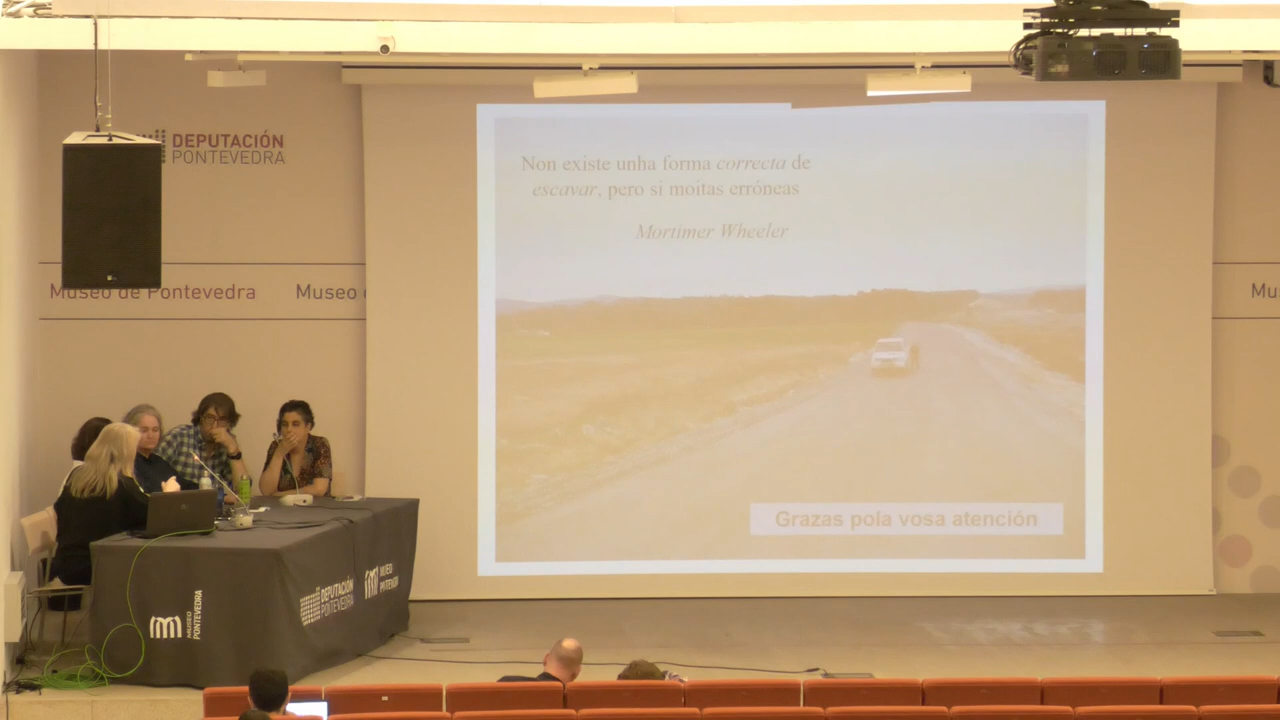 DEPUTACIÓN
PONTEVEDRA
Museo de Pontevedra
Museo
Mu
Non existe unha forma correcta de
escavar, pero si moitas erróneas
Mortimer Wheeler
Grazas pola vosa atención
DEPUTACIÓN
PONTEVEDRA
MUSEO
PONTEVEDRA
MUSEO
PONTEVEDRA